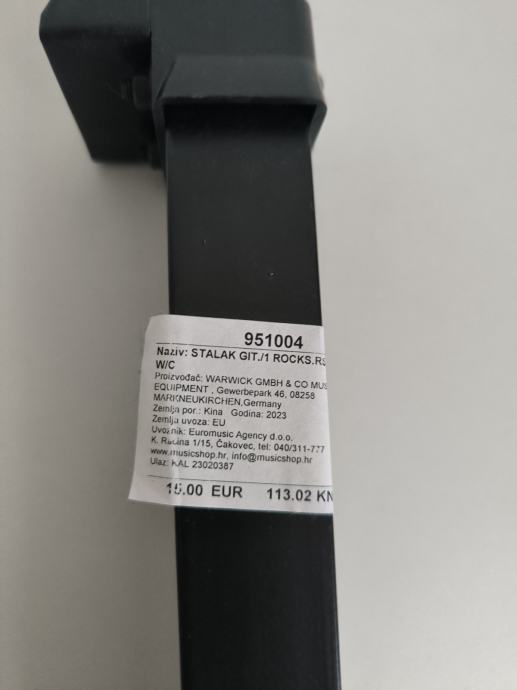 951004
Naziv: STALAK GIT./1 ROCKS.RS
W/C
Proizvođač: WARWICK GMBH & CO MUS
EQUIPMENT , Gewerbepark 46, 08258
MARKNEUKIRCHEN,Germany
Zemlja por.: Kina Godina: 2023
Zemlja uvoza: EU
Uvoznik: Euromusic Agency d.o.o.
K. Racina 1/15, Čakovec, tel: 040/311-777
www.musicshop.hr, info@musicshop.hr
Ulaz: KAL 23020387
15.00 EUR 113.02 KN